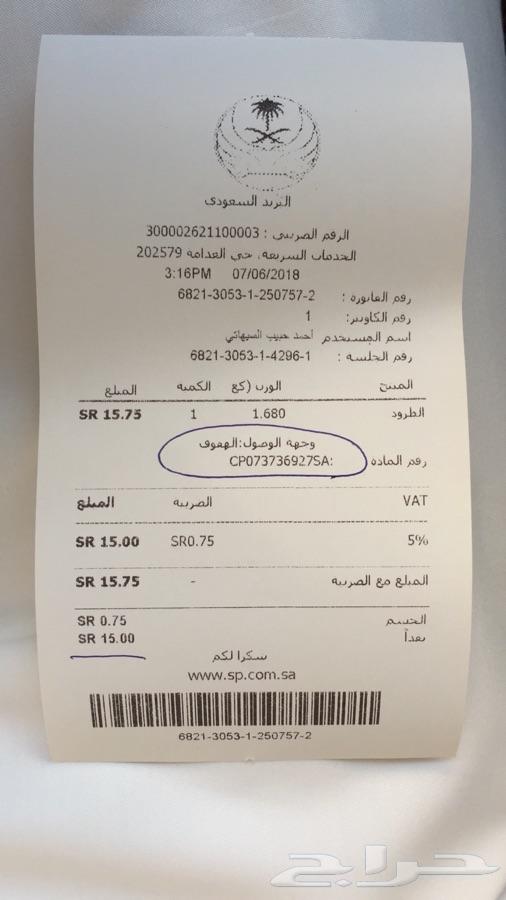 البريد السعودي
الرقم الضريبي : 300002621100003
الخدمات السريعة، حي العدامة 202579
3:16PM 07/06/2018
رقم الفاتورة : 6821-3053-1-250757-2
رقم الكاونتر: 1
اسم المستخدم أحمد حبيب السيهاتي
رقم الجلسة : 6821-3053-1-4296-1
المنتج الوزن (كغ الكمية المبلغ
الطرود 1.680 1 SR 15.75
وجهة الوصول:الهفوف
رقم المادة :CP073736927SA
VAT الضريبة المبلغ
5% SR0.75 SR 15.00
المبلغ مع الضريبة - SR 15.75
الخصم SR 0.75
نقداً SR 15.00
شكرا لكم
www.sp.com.sa
6821-3053-1-250757-2
حراج